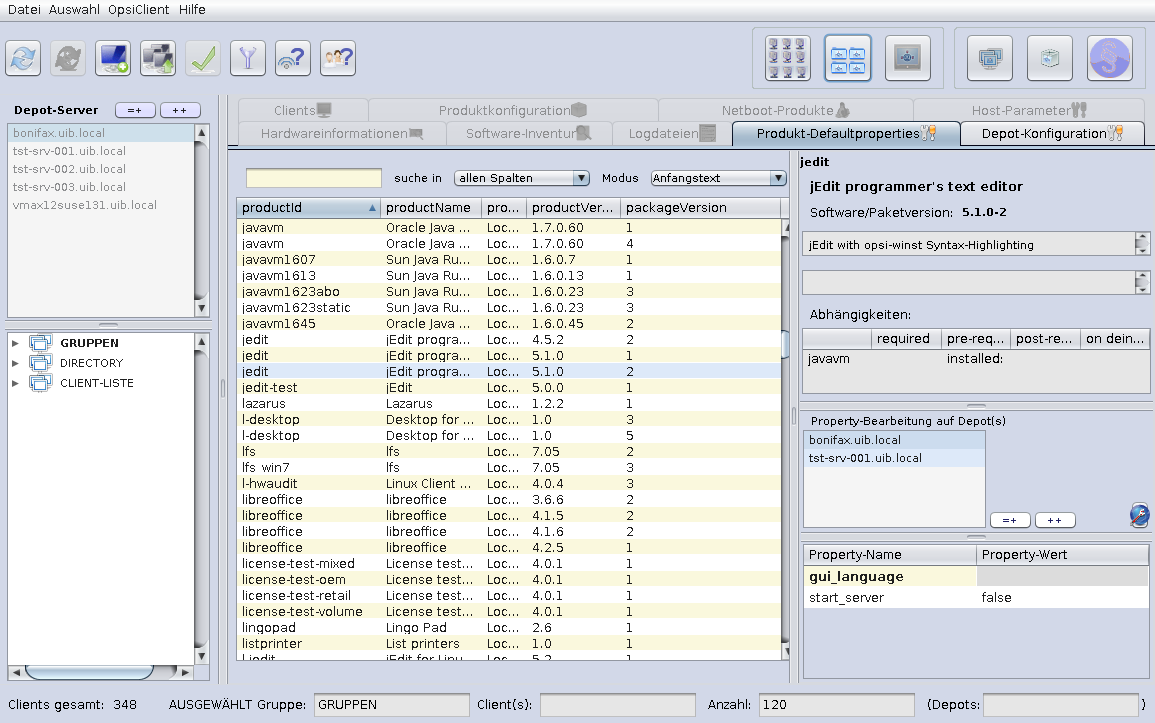 Datei Auswahl OpsiClient Hilfe
Depot-Server =+ ++
bonifax.uib.local
tst-srv-001.uib.local
tst-srv-002.uib.local
tst-srv-003.uib.local
vmax12suse131.uib.local
GRUPPEN
DIRECTORY
CLIENT-LISTE
Clients Produktkonfiguration Netboot-Produkte Host-Parameter
Hardwareinformationen Software-Inventur Logdateien Produkt-Defaultproperties Depot-Konfiguration
suche in allen Spalten Modus Anfangstext
productId productName pro... productVer... packageVersion
javavm Oracle Java ... Loc... 1.7.0.60 1
javavm Oracle Java ... Loc... 1.7.0.60 4
javavm1607 Sun Java Ru... Loc... 1.6.0.7 1
javavm1613 Sun Java Ru... Loc... 1.6.0.13 1
javavm1623abo Sun Java Ru... Loc... 1.6.0.23 3
javavm1623static Sun Java Ru... Loc... 1.6.0.23 3
javavm1645 Oracle Java ... Loc... 1.6.0.45 2
jedit jEdit progra... Loc... 4.5.2 2
jedit jEdit progra... Loc... 5.1.0 1
jedit jEdit progra... Loc... 5.1.0 2
jedit-test jEdit Loc... 5.0.0 1
lazarus Lazarus Loc... 1.2.2 1
l-desktop Desktop for ... Loc... 1.0 3
l-desktop Desktop for ... Loc... 1.0 5
lfs lfs Loc... 7.05 2
lfs_win7 lfs Loc... 7.05 3
l-hwaudit Linux Client ... Loc... 4.0.4 3
libreoffice libreoffice Loc... 3.6.6 2
libreoffice libreoffice Loc... 4.1.5 2
libreoffice libreoffice Loc... 4.1.6 2
libreoffice libreoffice Loc... 4.2.5 1
license-test-mixed License test... Loc... 4.0.1 1
license-test-oem License test... Loc... 4.0.1 1
license-test-retail License test... Loc... 4.0.1 1
license-test-volume License test... Loc... 4.0.1 1
lingopad Lingo Pad Loc... 2.6 1
listprinter List printers Loc... 1.0 1
jedit
jEdit programmer's text editor
Software/Paketversion: 5.1.0-2
jEdit with opsi-winst Syntax-Highlighting
Abhängigkeiten:
required pre-req... post-re... on dein...
javavm installed:
Property-Bearbeitung auf Depot(s)
bonifax.uib.local
tst-srv-001.uib.local
=+ ++
Property-Name Property-Wert
gui_language
start_server false
Clients gesamt: 348 AUSGEWÄHLT Gruppe: GRUPPEN Client(s): Anzahl: 120 (Depots: )